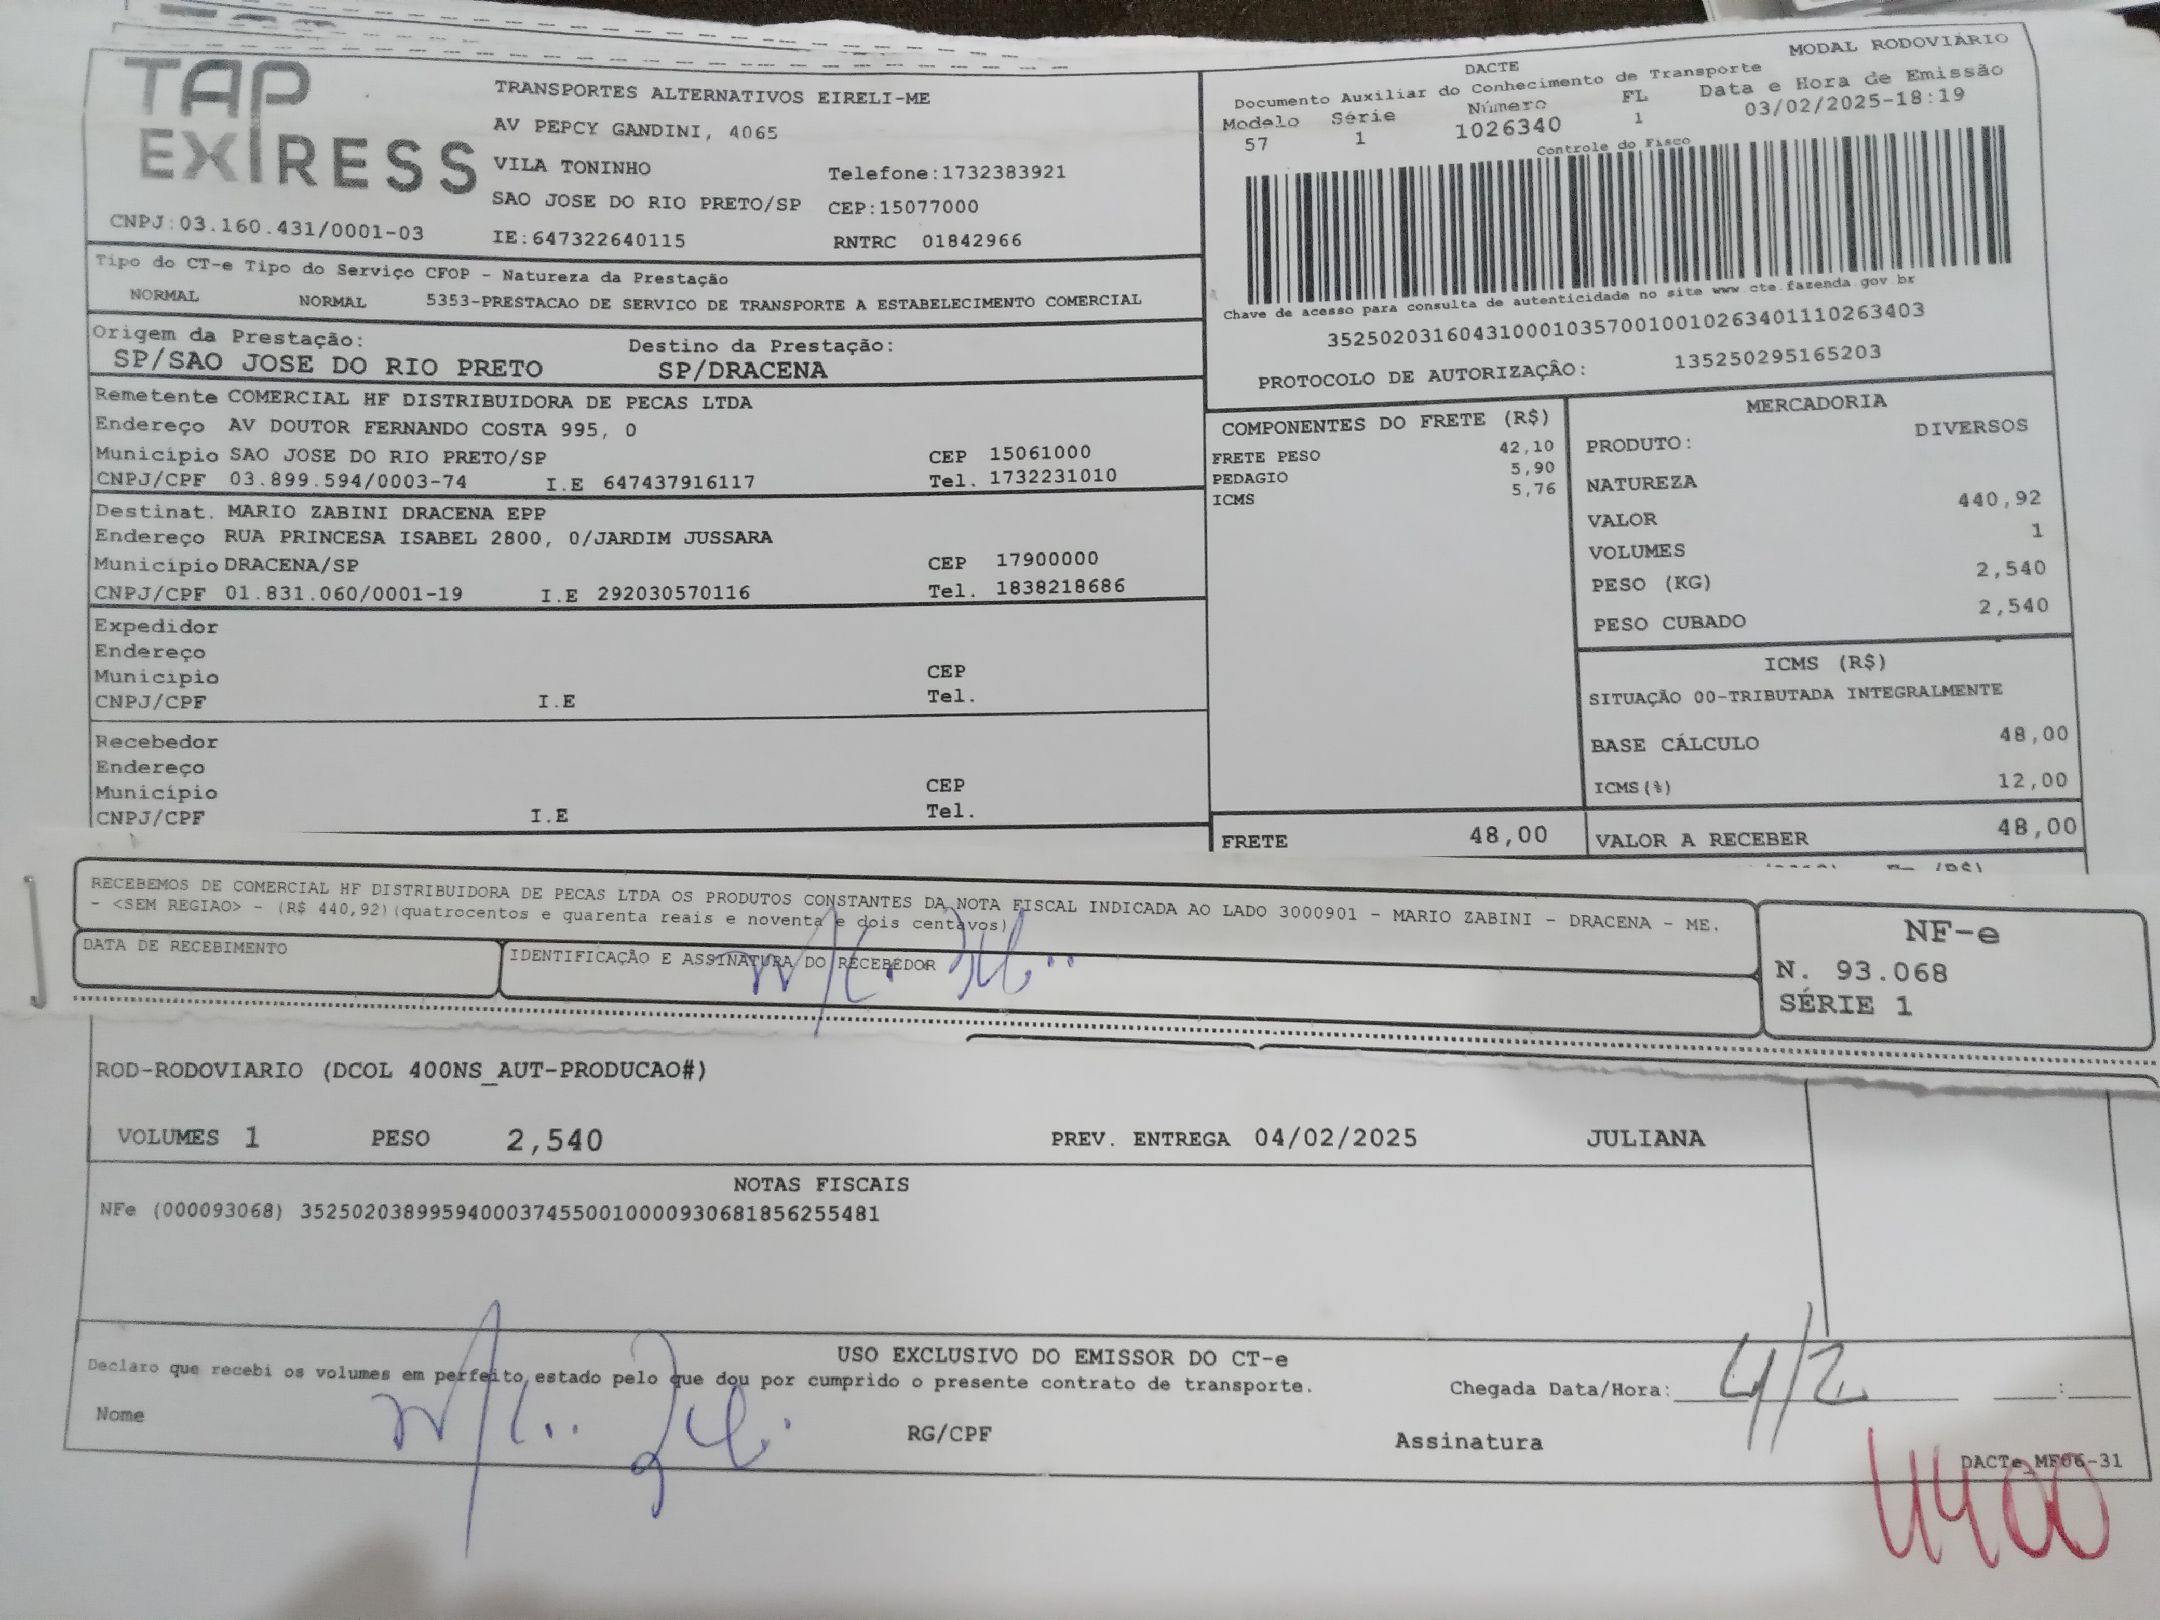 TAP
EXPRESS
TRANSPORTES ALTERNATIVOS EIRELI-ME
AV PEPCY GANDINI, 4065
VILA TONINHO
Telefone:1732383921
SAO JOSE DO RIO PRETO/SP CEP:15077000
CNPJ:03.160.431/0001-03 IE:647322640115 RNTRC 01842966
DACTE MODAL RODOVIÁRIO
Documento Auxiliar do Conhecimento de Transporte
Modelo Série Número FL Data e Hora de Emissão
57 1 1026340 1 03/02/2025-18:19
Controle do Fisco
Chave de acesso para consulta de autenticidade no site www.cte.fazenda.gov.br
35250203160431000103570010010263401110263403
PROTOCOLO DE AUTORIZAÇÃO: 135250295165203
Tipo do CT-e Tipo do Serviço CFOP - Natureza da Prestação
NORMAL NORMAL 5353-PRESTACAO DE SERVICO DE TRANSPORTE A ESTABELECIMENTO COMERCIAL
Origem da Prestação: Destino da Prestação:
SP/SAO JOSE DO RIO PRETO SP/DRACENA
Remetente COMERCIAL HF DISTRIBUIDORA DE PECAS LTDA
Endereço AV DOUTOR FERNANDO COSTA 995, 0
Municipio SAO JOSE DO RIO PRETO/SP CEP 15061000
CNPJ/CPF 03.899.594/0003-74 I.E 647437916117 Tel. 1732231010
Destinat. MARIO ZABINI DRACENA EPP
Endereço RUA PRINCESA ISABEL 2800, 0/JARDIM JUSSARA
Municipio DRACENA/SP CEP 17900000
CNPJ/CPF 01.831.060/0001-19 I.E 292030570116 Tel. 1838218686
Expedidor
Endereço
Municipio CEP
CNPJ/CPF I.E Tel.
Recebedor
Endereço
Município CEP
CNPJ/CPF I.E Tel.
COMPONENTES DO FRETE (R$)
FRETE PESO 42,10
PEDAGIO 5,90
ICMS 5,76
FRETE 48,00
MERCADORIA
PRODUTO: DIVERSOS
NATUREZA
VALOR 440,92
VOLUMES 1
PESO (KG) 2,540
PESO CUBADO 2,540
ICMS (R$)
SITUAÇÃO 00-TRIBUTADA INTEGRALMENTE
BASE CÁLCULO 48,00
ICMS(%) 12,00
VALOR A RECEBER 48,00
RECEBEMOS DE COMERCIAL HF DISTRIBUIDORA DE PECAS LTDA OS PRODUTOS CONSTANTES DA NOTA FISCAL INDICADA AO LADO 3000901 - MARIO ZABINI - DRACENA - ME.
- <SEM REGIAO> - (R$ 440,92)(quatrocentos e quarenta reais e noventa e dois centavos)
DATA DE RECEBIMENTO
IDENTIFICAÇÃO E ASSINATURA DO RECEBEDOR
NF-e
N. 93.068
SÉRIE 1
ROD-RODOVIARIO (DCOL 400NS_AUT-PRODUCAO#)
VOLUMES 1 PESO 2,540 PREV. ENTREGA 04/02/2025 JULIANA
NOTAS FISCAIS
NFe (000093068) 35250203899594000374550010000930681856255481
USO EXCLUSIVO DO EMISSOR DO CT-e
Declaro que recebi os volumes em perfeito estado pelo que dou por cumprido o presente contrato de transporte.
Chegada Data/Hora: 4/2 :
Nome RG/CPF Assinatura
DACTe_MF06-31
4400